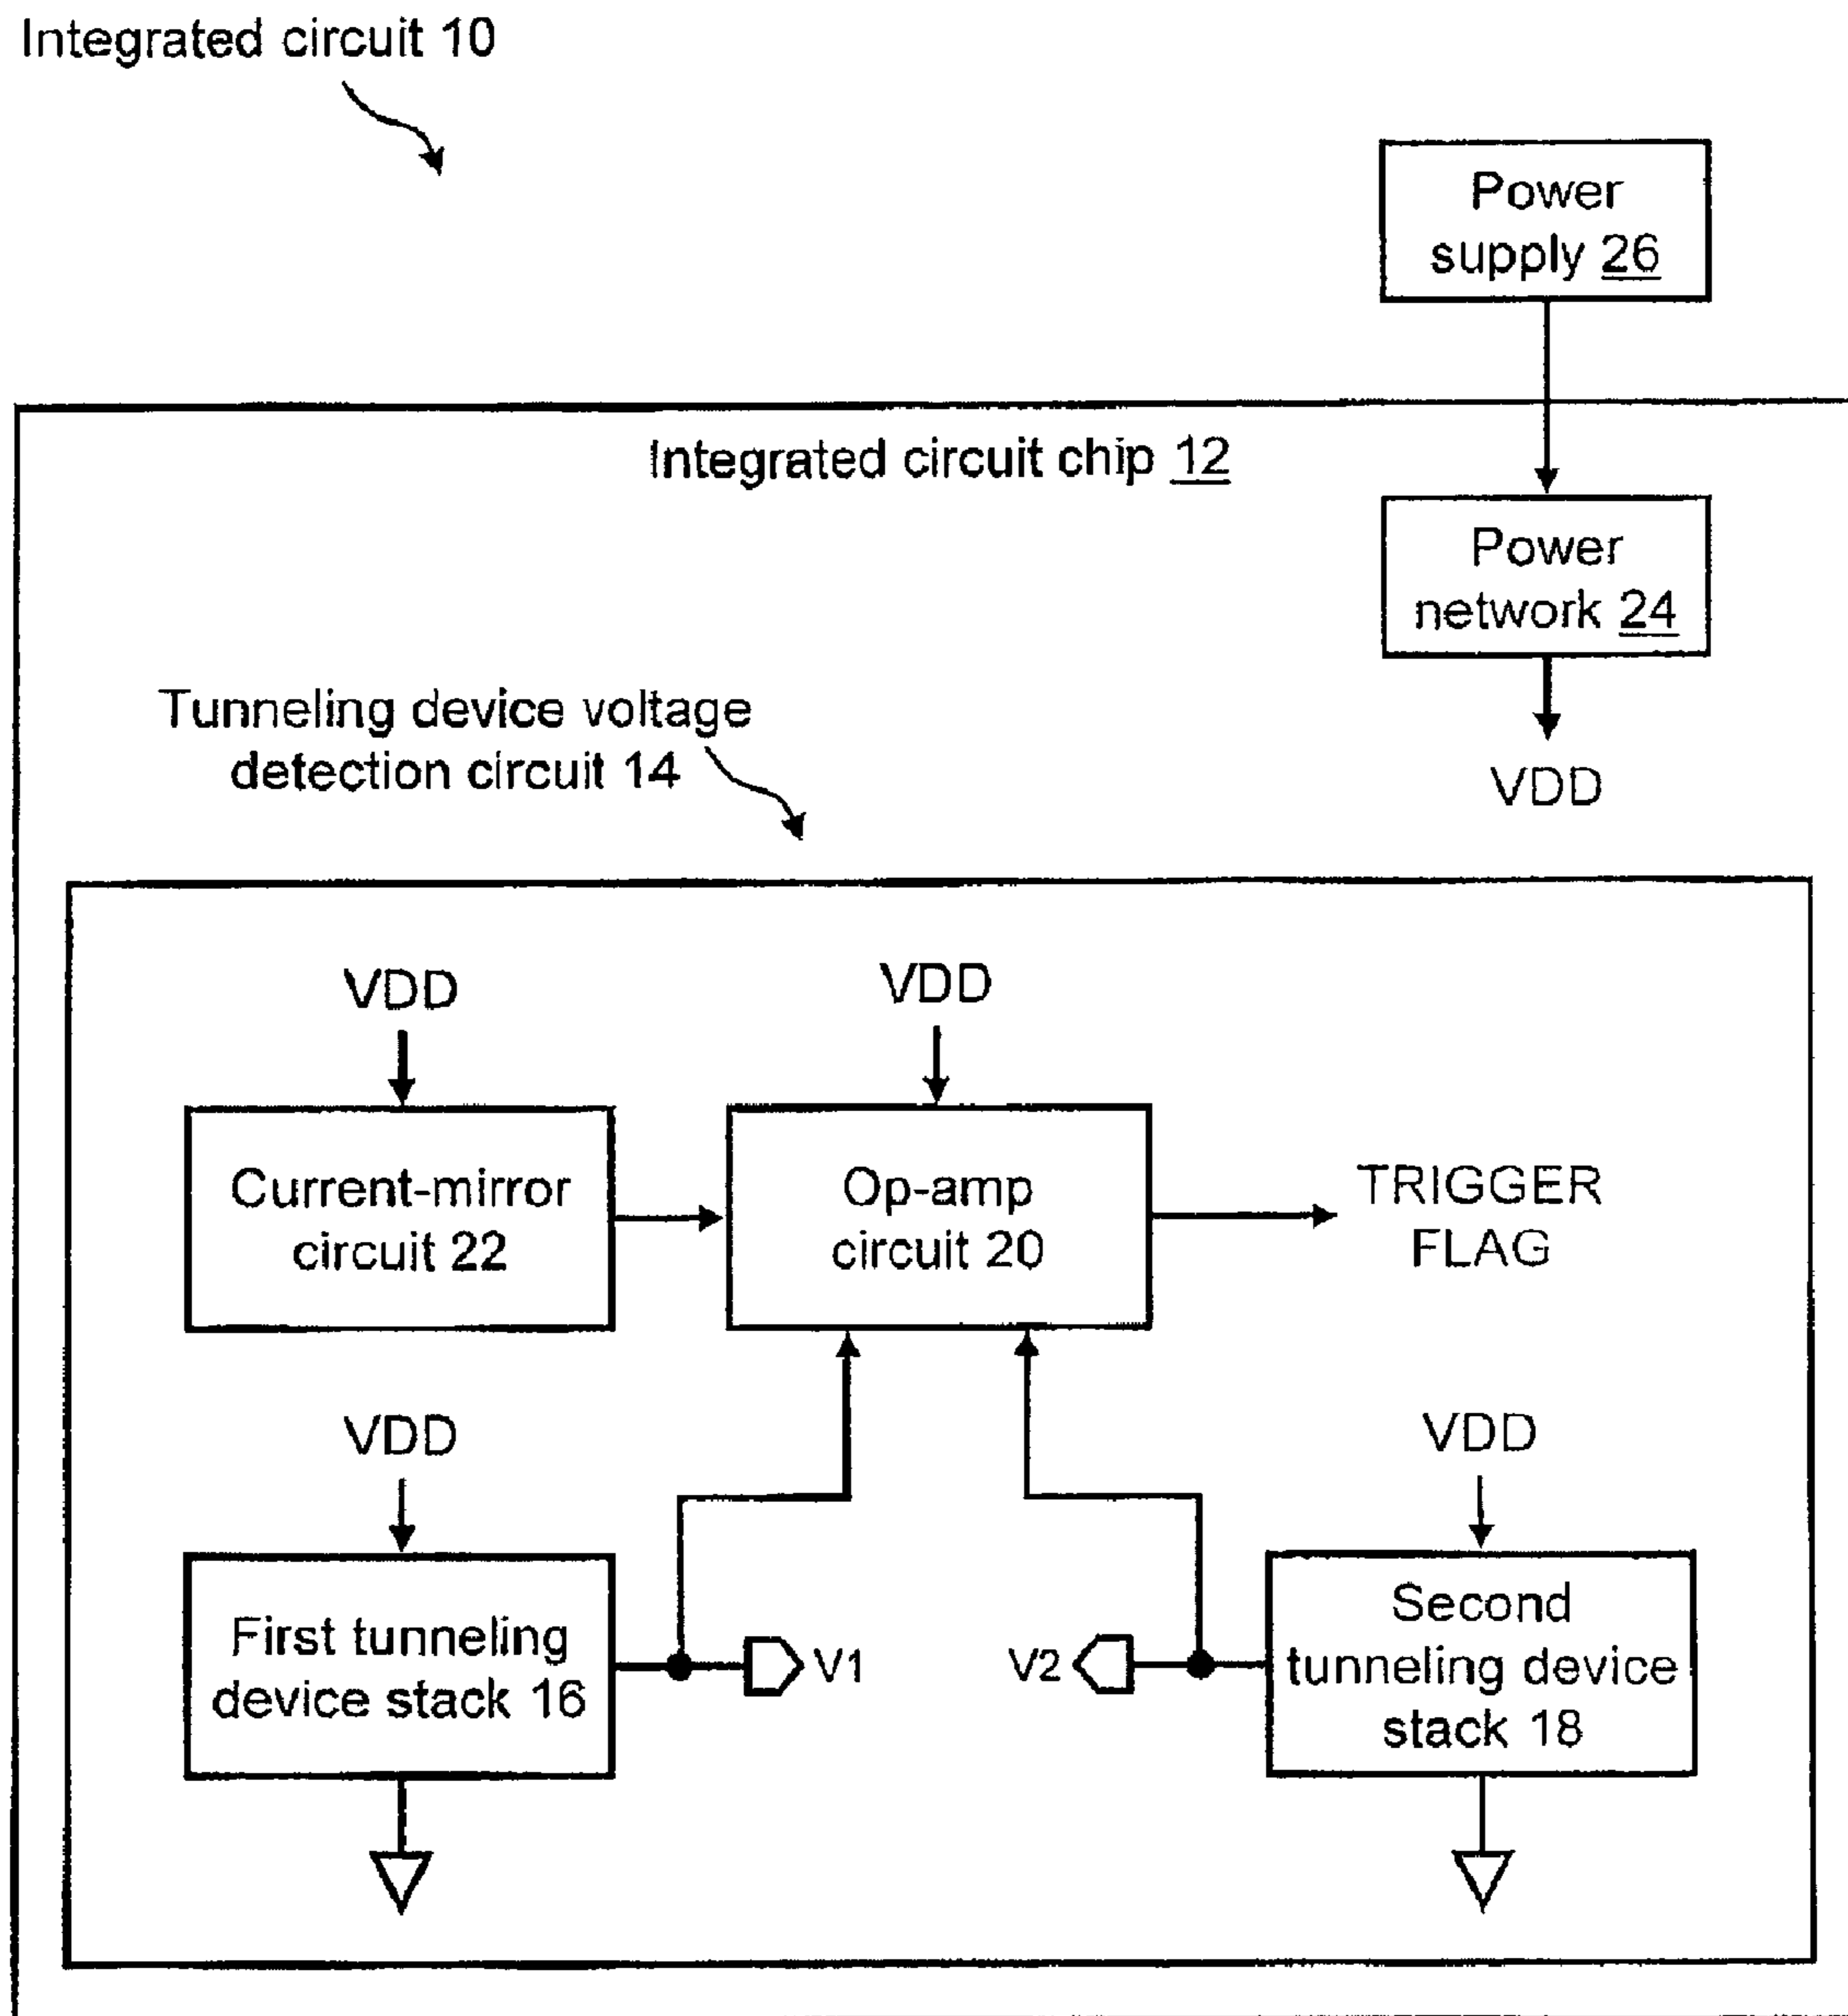 Integrated circuit 10
Power
supply 26
Integrated circuit chip 12
Power
network 24
VDD
Tunneling device voltage
detection circuit 14
VDD
VDD
Current-mirror
circuit 22
Op-amp
circuit 20
TRIGGER
FLAG
VDD
VDD
First tunneling
device stack 16
V1
V2
Second
tunneling device
stack 18